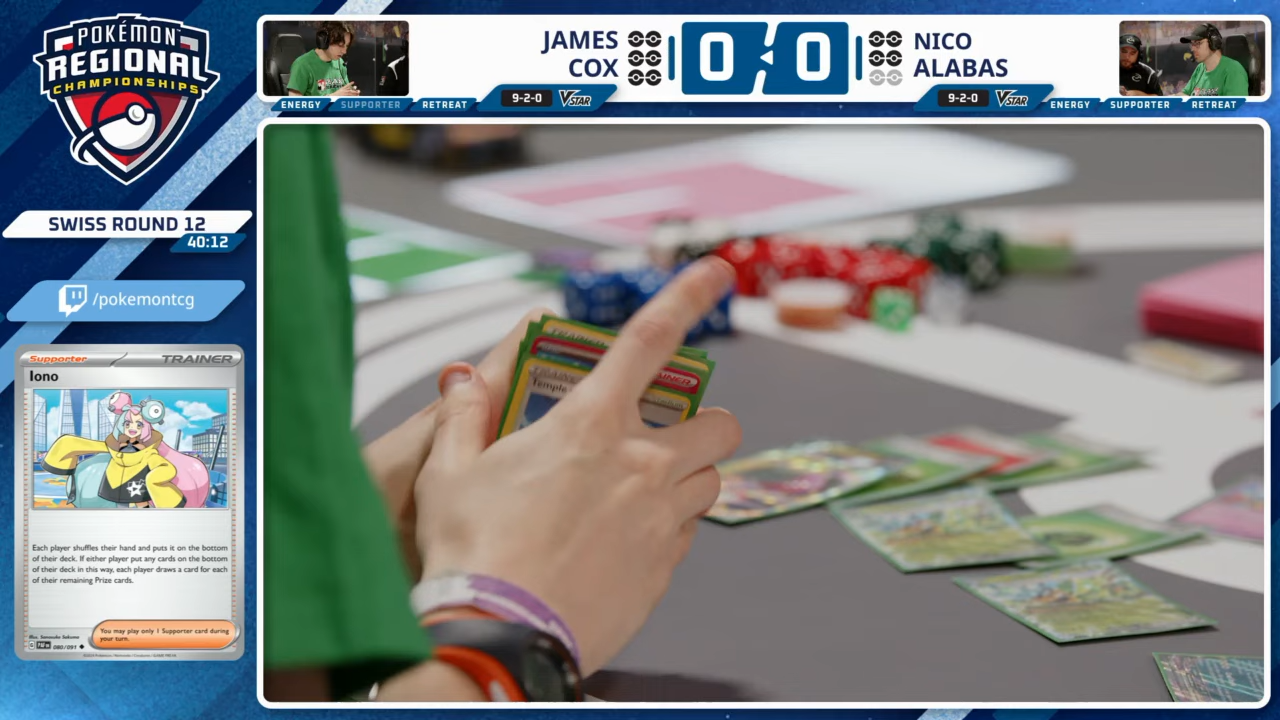 POKÉMON
REGIONAL
CHAMPIONSHIPS
JAMES
COX
0 0
NICO
ALABAS
ENERGY SUPPORTER RETREAT
9-2-0 VSTAR
9-2-0 VSTAR
ENERGY SUPPORTER RETREAT
SWISS ROUND 12
40:12
/pokemontcg
Supporter TRAINER
Iono
Each player shuffles their hand and puts it on the bottom
of their deck. If either player put any cards on the bottom
of their deck in this way, each player draws a card for each
of their remaining Prize cards.
You may play only 1 Supporter card during
your turn.
080/091
TRAINER
TRAINER
Temple